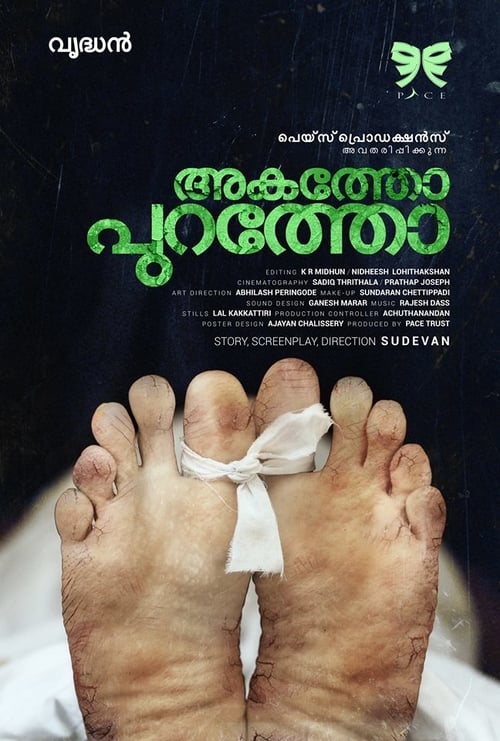 വൃദ്ധൻ
PACE
പെയ്സ് പ്രൊഡക്ഷൻസ്
അവതരിപ്പിക്കുന്ന
അകത്തോ
പുറത്തോ
EDITING K R MIDHUN / NIDHEESH LOHITHAKSHAN
CINEMATOGRAPHY SADIQ THRITHALA / PRATHAP JOSEPH
ART DIRECTION ABHILASH PERINGODE MAKE-UP SUNDARAN CHETTIPPADI
SOUND DESIGN GANESH MARAR MUSIC RAJESH DASS
STILLS LAL KAKKATTIRI PRODUCTION CONTROLLER ACHUTHANANDAN
POSTER DESIGN AJAYAN CHALISSERY PRODUCED BY PACE TRUST
STORY, SCREENPLAY, DIRECTION SUDEVAN